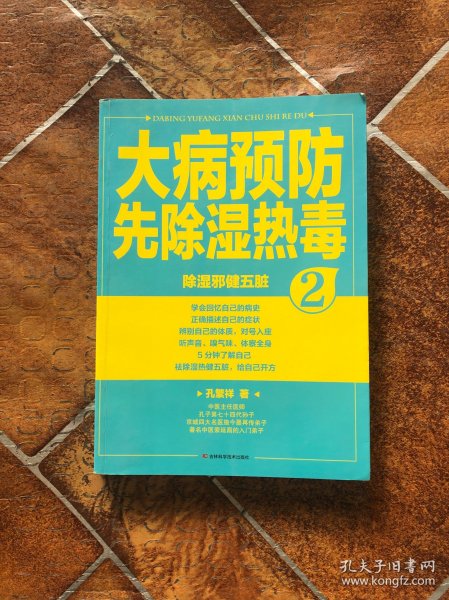 DABING YUFANG XIAN CHU SHI RE DU
大病预防
先除湿热毒
除湿邪健五脏
2
学会回忆自己的病史
正确描述自己的症状
辨别自己的体质，对号入座
听声音、嗅气味、体察全身
5分钟了解自己
祛除湿热健五脏，给自己开方
孔繁祥 著
中医主任医师
孔子第七十四代孙子
京城四大名医施今墨再传弟子
著名中医祝谌予的入门弟子
吉林科学技术出版社
孔夫子旧书网
www.kongfz.com